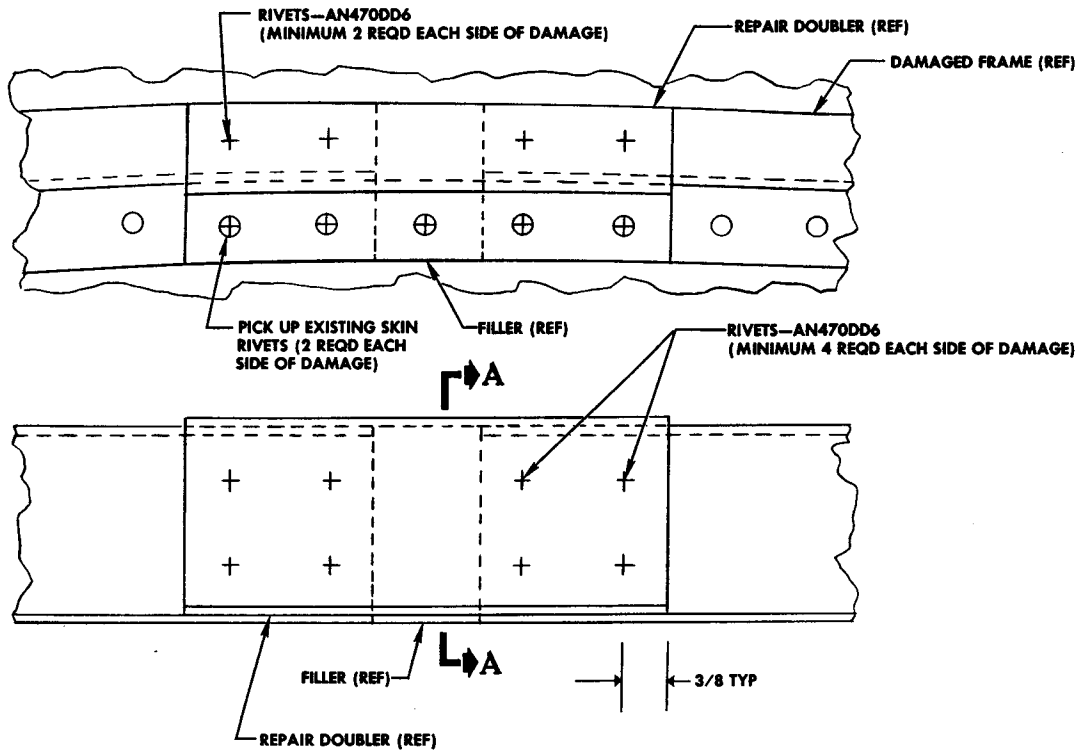 RIVETS—AN470DD6
(MINIMUM 2 REQD EACH SIDE OF DAMAGE)
REPAIR DOUBLER (REF)
DAMAGED FRAME (REF)
PICK UP EXISTING SKIN
RIVETS (2 REQD EACH
SIDE OF DAMAGE)
FILLER (REF)
RIVETS—AN470DD6
(MINIMUM 4 REQD EACH SIDE OF DAMAGE)
A
A
FILLER (REF)
3/8 TYP
REPAIR DOUBLER (REF)